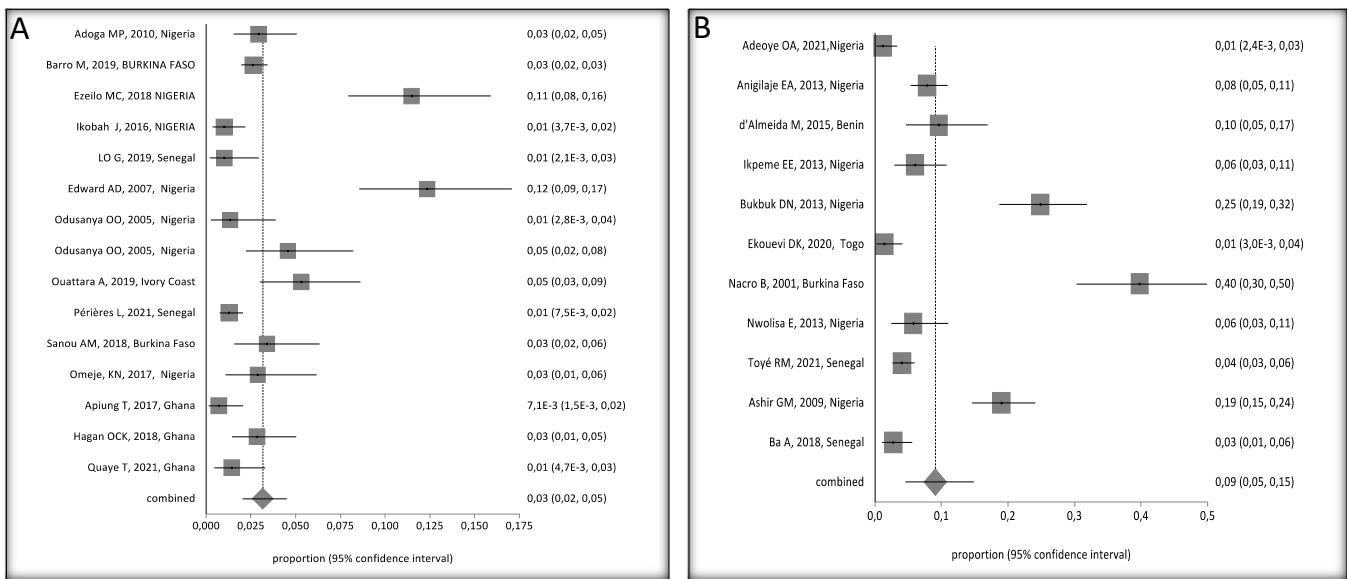 A
Adoga MP, 2010, Nigeria 0,03 (0,02, 0,05)
Barro M, 2019, BURKINA FASO 0,03 (0,02, 0,03)
Ezeilo MC, 2018 NIGERIA 0,11 (0,08, 0,16)
Ikobah J, 2016, NIGERIA 0,01 (3,7E-3, 0,02)
LO G, 2019, Senegal 0,01 (2,1E-3, 0,03)
Edward AD, 2007, Nigeria 0,12 (0,09, 0,17)
Odusanya OO, 2005, Nigeria 0,01 (2,8E-3, 0,04)
Odusanya OO, 2005, Nigeria 0,05 (0,02, 0,08)
Ouattara A, 2019, Ivory Coast 0,05 (0,03, 0,09)
Périères L, 2021, Senegal 0,01 (7,5E-3, 0,02)
Sanou AM, 2018, Burkina Faso 0,03 (0,02, 0,06)
Omeje, KN, 2017, Nigeria 0,03 (0,01, 0,06)
Apiung T, 2017, Ghana 7,1E-3 (1,5E-3, 0,02)
Hagan OCK, 2018, Ghana 0,03 (0,01, 0,05)
Quaye T, 2021, Ghana 0,01 (4,7E-3, 0,03)
combined 0,03 (0,02, 0,05)
0,000 0,025 0,050 0,075 0,100 0,125 0,150 0,175
proportion (95% confidence interval)
B
Adeoye OA, 2021,Nigeria 0,01 (2,4E-3, 0,03)
Anigilaje EA, 2013, Nigeria 0,08 (0,05, 0,11)
d'Almeida M, 2015, Benin 0,10 (0,05, 0,17)
Ikpeme EE, 2013, Nigeria 0,06 (0,03, 0,11)
Bukbuk DN, 2013, Nigeria 0,25 (0,19, 0,32)
Ekouevi DK, 2020, Togo 0,01 (3,0E-3, 0,04)
Nacro B, 2001, Burkina Faso 0,40 (0,30, 0,50)
Nwolisa E, 2013, Nigeria 0,06 (0,03, 0,11)
Toyé RM, 2021, Senegal 0,04 (0,03, 0,06)
Ashir GM, 2009, Nigeria 0,19 (0,15, 0,24)
Ba A, 2018, Senegal 0,03 (0,01, 0,06)
combined 0,09 (0,05, 0,15)
0,0 0,1 0,2 0,3 0,4 0,5
proportion (95% confidence interval)